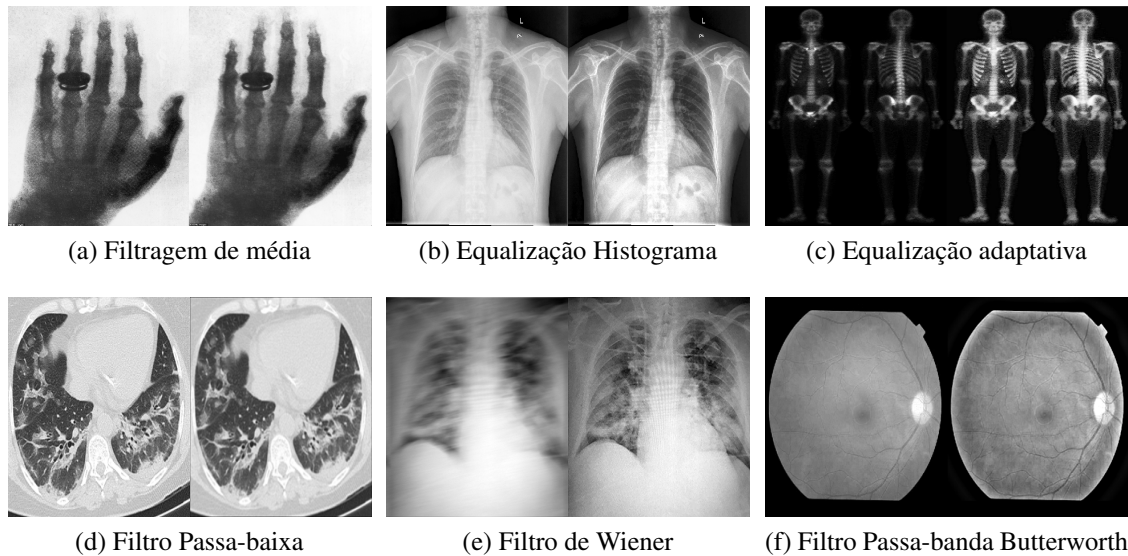 L
(a) Filtragem de média
(b) Equalização Histograma
(c) Equalização adaptativa
(d) Filtro Passa-baixa
(e) Filtro de Wiener
(f) Filtro Passa-banda Butterworth